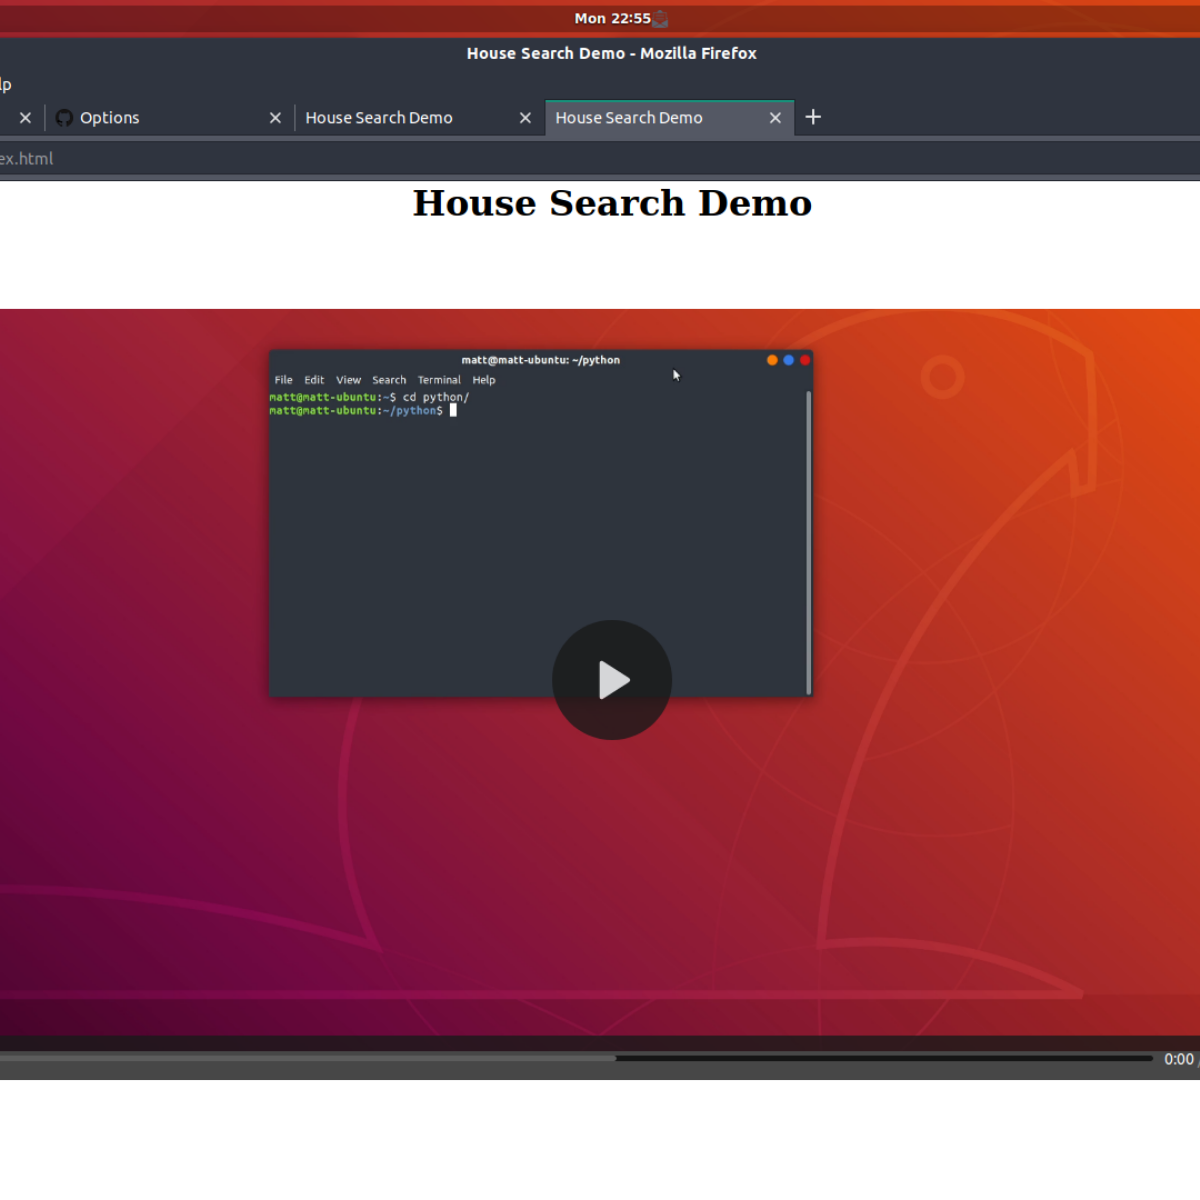 Mon 22:55
House Search Demo - Mozilla Firefox
lp
Options
House Search Demo
House Search Demo
ex.html
House Search Demo
matt@matt-ubuntu: ~/python
File Edit View Search Terminal Help
matt@matt-ubuntu:~$ cd python/
matt@matt-ubuntu:~/python$
0:00 /